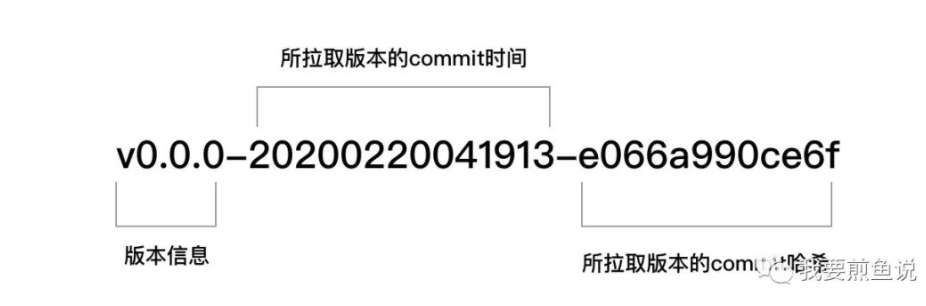 所拉取版本的commit时间
v0.0.0-20200220041913-e066a990ce6f
版本信息
所拉取版本的commit哈希
我要煎鱼说